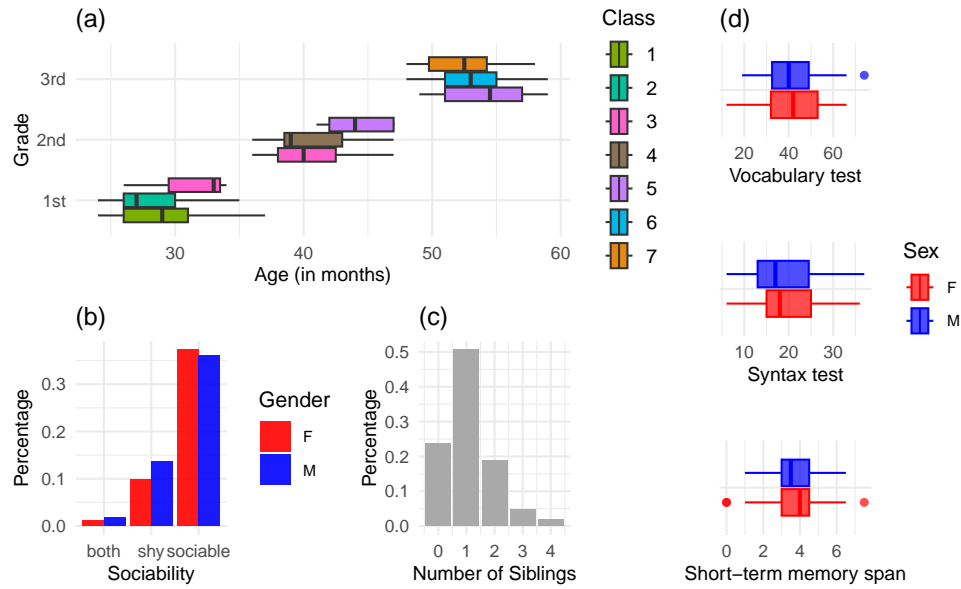 (a)
Grade
3rd
2nd
1st
30 40 50 60
Age (in months)
Class
1
2
3
4
5
6
7
(b)
Percentage
0.3
0.2
0.1
0.0
both shy sociable
Sociability
Gender
F
M
(c)
Percentage
0.5
0.4
0.3
0.2
0.1
0.0
0 1 2 3 4
Number of Siblings
(d)
20 40 60
Vocabulary test
10 20 30
Syntax test
0 2 4 6
Short−term memory span
Sex
F
M